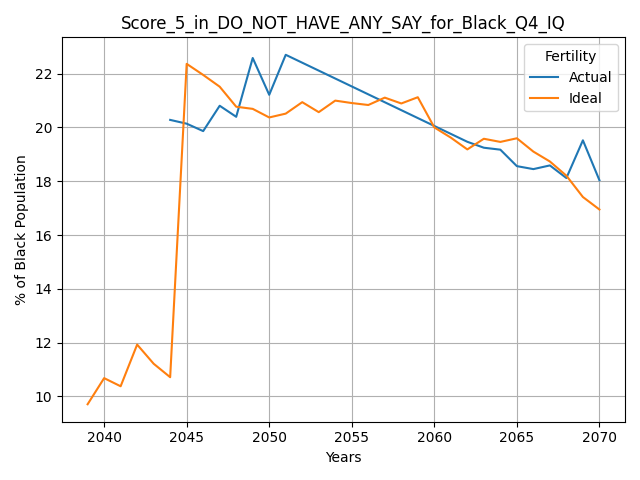 Score_5_in_DO_NOT_HAVE_ANY_SAY_for_Black_Q4_IQ
Fertility
Actual
Ideal
% of Black Population
22
20
18
16
14
12
10
2040 2045 2050 2055 2060 2065 2070
Years